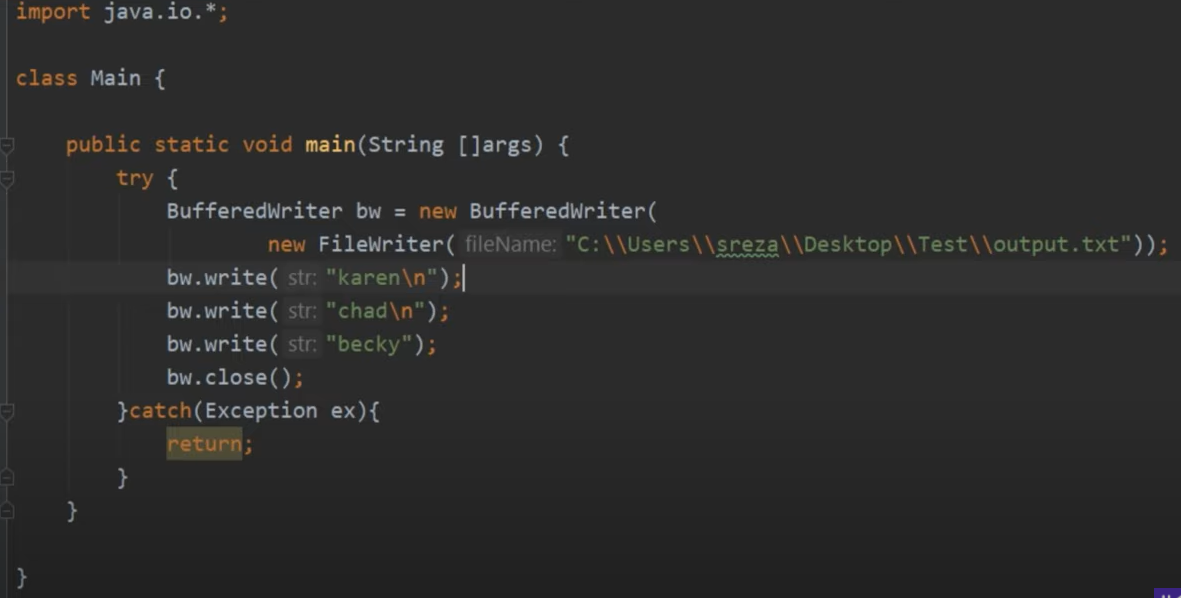 import java.io.*;
class Main {
public static void main(String []args) {
try {
BufferedWriter bw = new BufferedWriter(
new FileWriter( fileName: "C:\\Users\\sreza\\Desktop\\Test\\output.txt"));
bw.write( str: "karen\n");
bw.write( str: "chad\n");
bw.write( str: "becky");
bw.close();
}catch(Exception ex){
return;
}
}
}